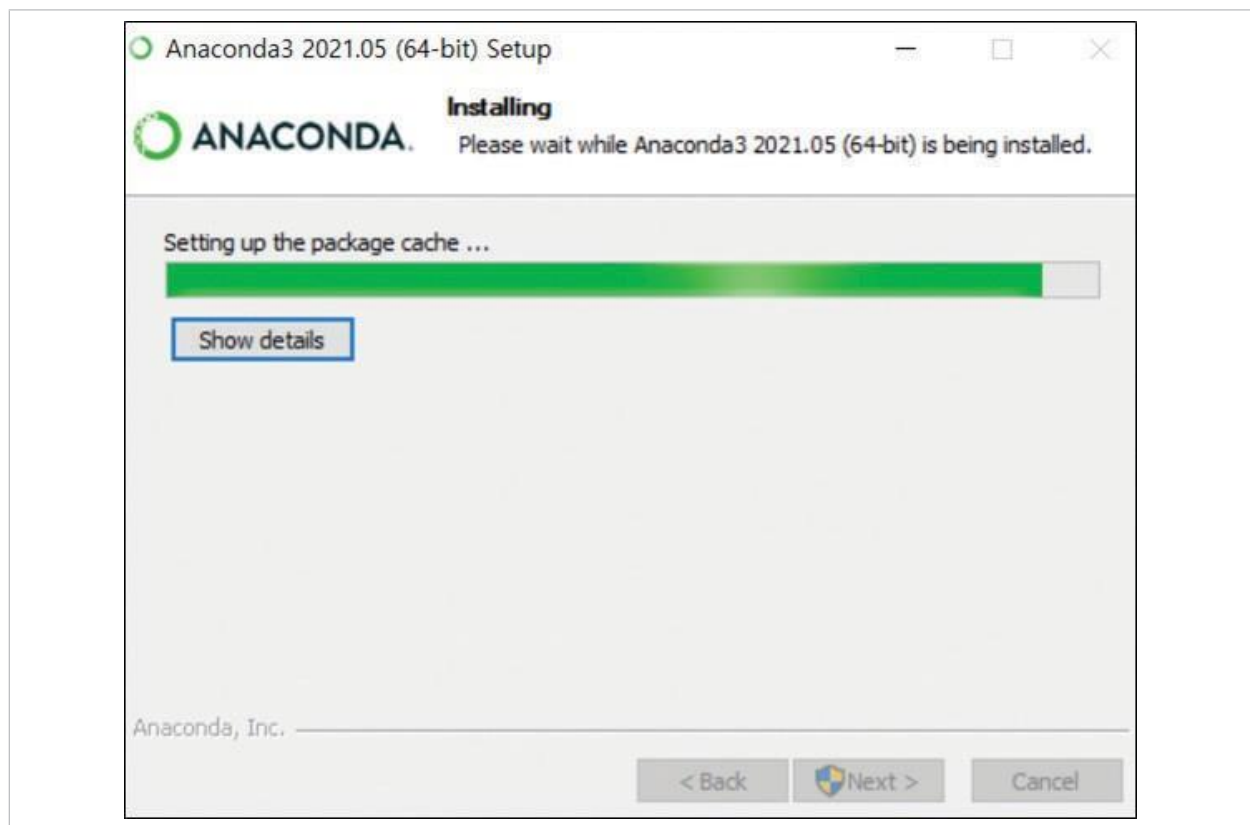 Anaconda3 2021.05 (64-bit) Setup
ANACONDA.
Installing
Please wait while Anaconda3 2021.05 (64-bit) is being installed.
Setting up the package cache ...
Show details
Anaconda, Inc.
< Back
Next >
Cancel